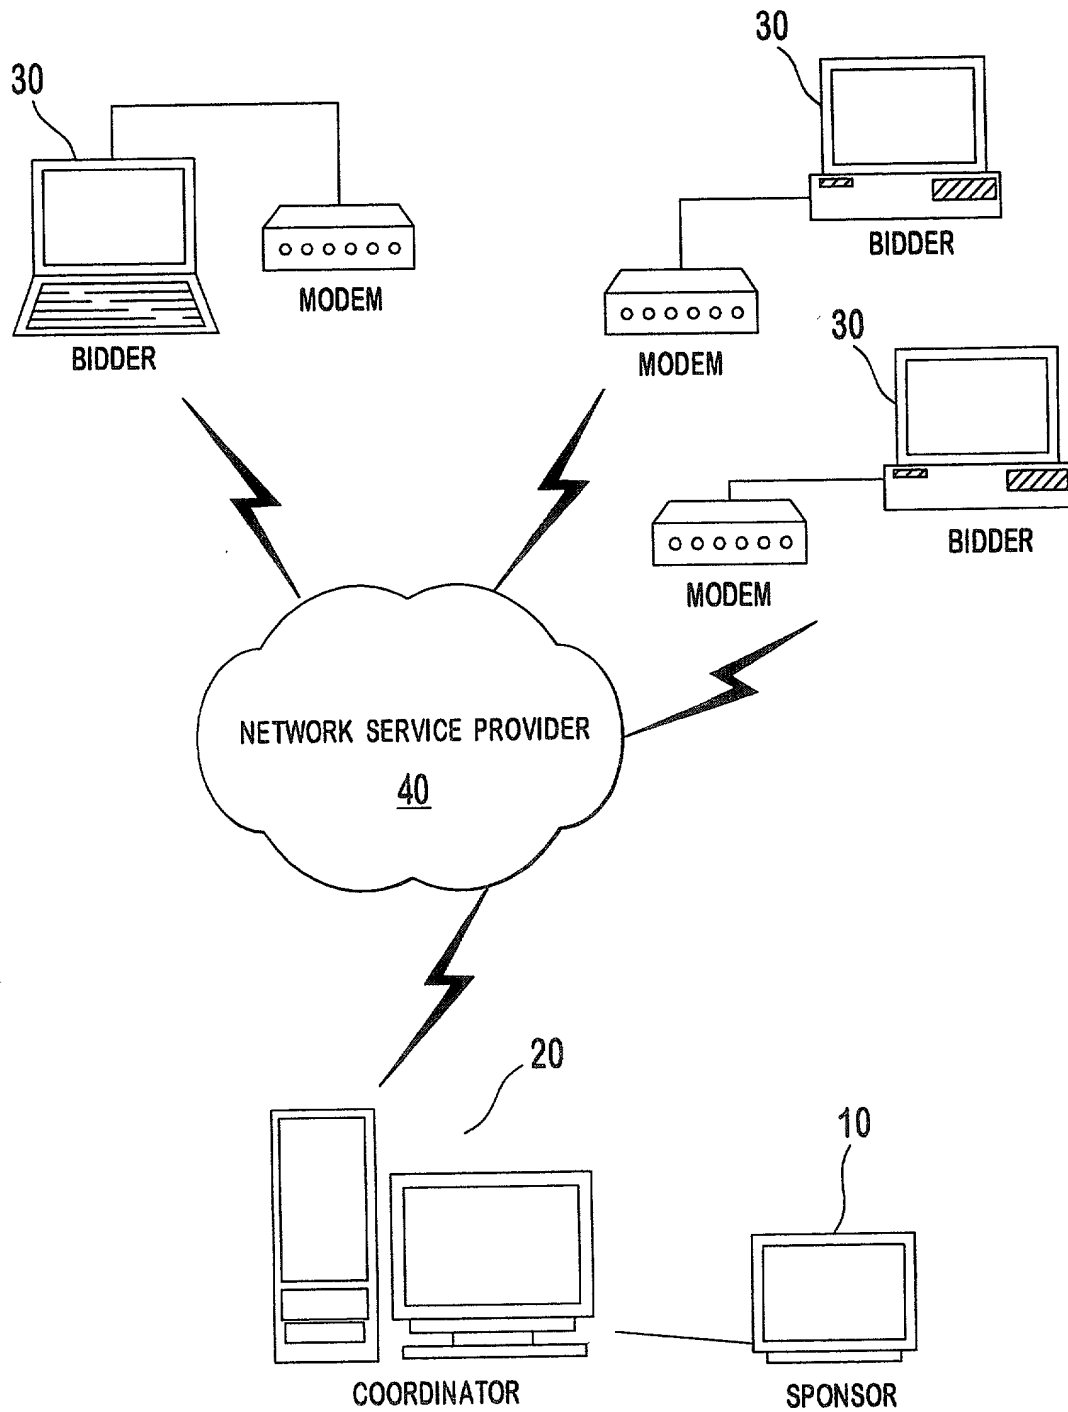 30
30
BIDDER
MODEM
BIDDER
MODEM
30
BIDDER
MODEM
NETWORK SERVICE PROVIDER
40
20
10
COORDINATOR
SPONSOR